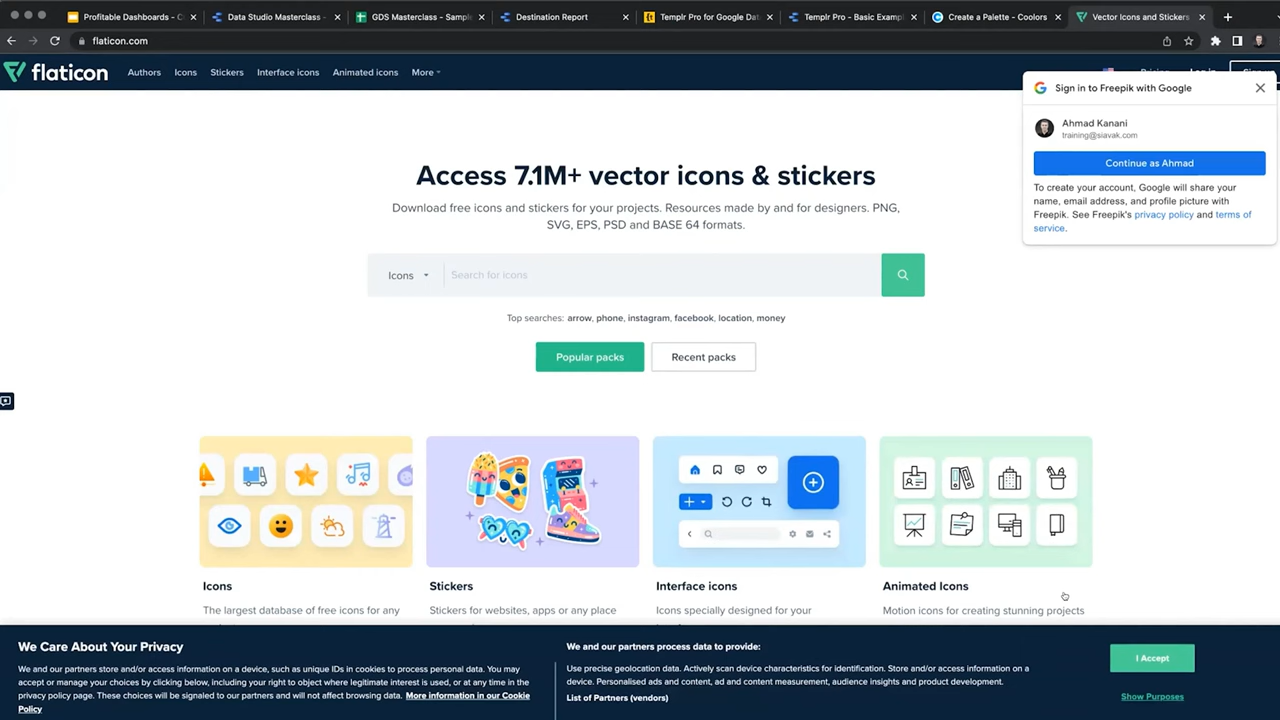 Profitable Dashboards - C
Data Studio Masterclass -
GDS Masterclass - Sample
Destination Report
Templr Pro for Google Da
Templr Pro - Basic Examp
Create a Palette - Coolors
Vector Icons and Stickers
flaticon.com
flaticon
Authors
Icons
Stickers
Interface icons
Animated icons
More
Sign in to Freepik with Google
Ahmad Kanani
training@siavak.com
Continue as Ahmad
To create your account, Google will share your
name, email address, and profile picture with
Freepik. See Freepik's privacy policy and terms of
service.
Access 7.1M+ vector icons & stickers
Download free icons and stickers for your projects. Resources made by and for designers. PNG,
SVG, EPS, PSD and BASE 64 formats.
Icons
Search for icons
Top searches: arrow, phone, instagram, facebook, location, money
Popular packs
Recent packs
Icons
The largest database of free icons for any
Stickers
Stickers for websites, apps or any place
Interface icons
Icons specially designed for your
Animated Icons
Motion icons for creating stunning projects
We Care About Your Privacy
We and our partners store and/or access information on a device, such as unique IDs in cookies to process personal data. You may
accept or manage your choices by clicking below, including your right to object where legitimate interest is used, or at any time in the
privacy policy page. These choices will be signaled to our partners and will not affect browsing data. More information in our Cookie
Policy
We and our partners process data to provide:
Use precise geolocation data. Actively scan device characteristics for identification. Store and/or access information on a
device. Personalised ads and content, ad and content measurement, audience insights and product development.
List of Partners (vendors)
I Accept
Show Purposes